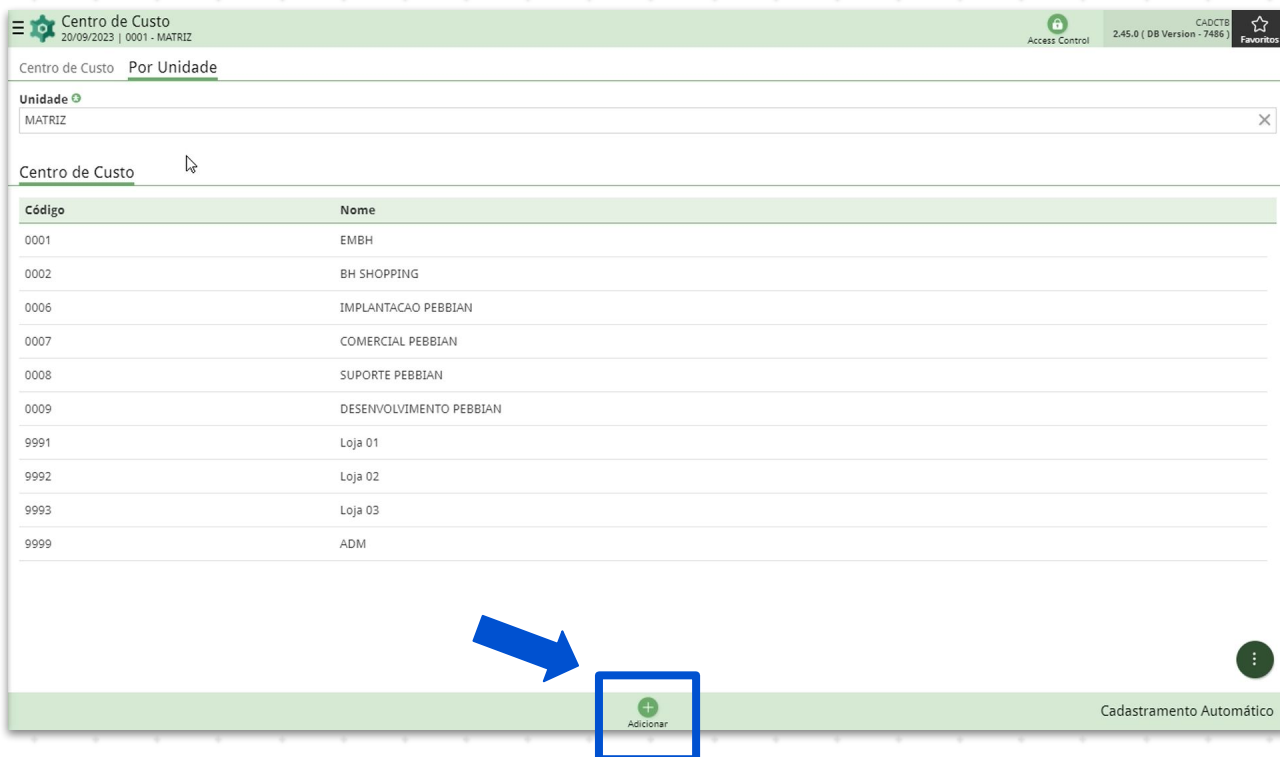 Centro de Custo
20/09/2023 | 0001 - MATRIZ
Access Control
CADCTB
2.45.0 ( DB Version - 7486 )
Favoritos
Centro de Custo Por Unidade
Unidade
MATRIZ
Centro de Custo
Código Nome
0001 EMBH
0002 BH SHOPPING
0006 IMPLANTACAO PEBBIAN
0007 COMERCIAL PEBBIAN
0008 SUPORTE PEBBIAN
0009 DESENVOLVIMENTO PEBBIAN
9991 Loja 01
9992 Loja 02
9993 Loja 03
9999 ADM
Adicionar
Cadastramento Automático